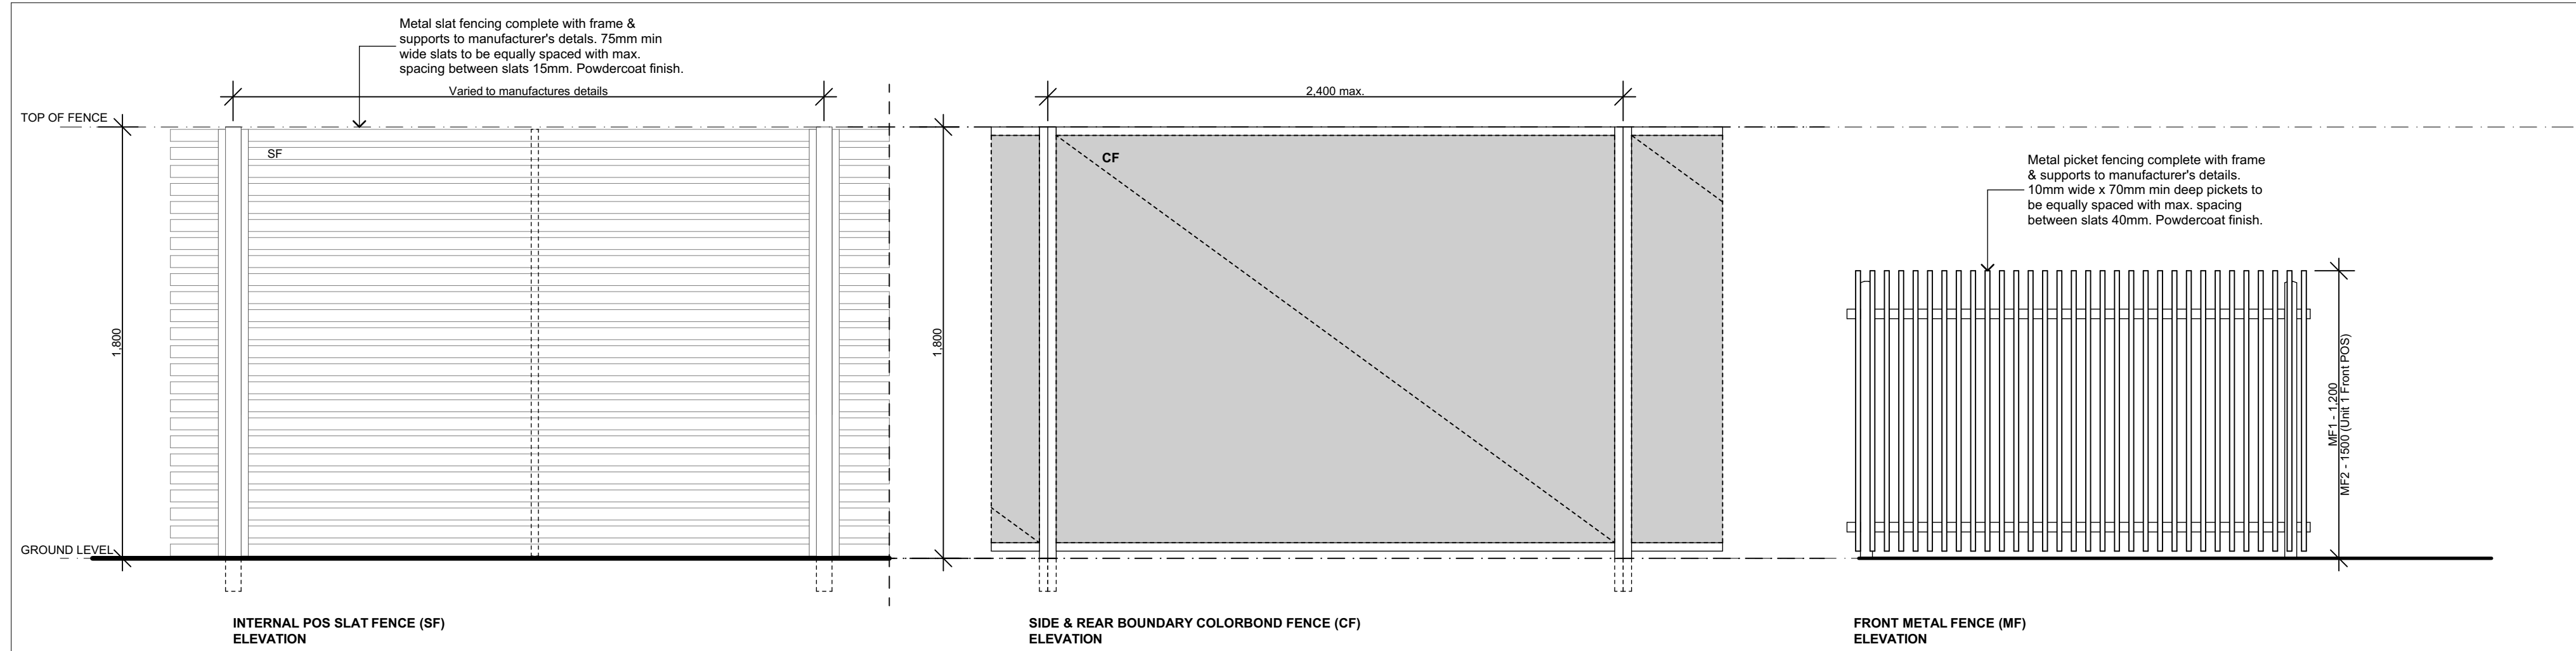 Metal slat fencing complete with frame &
supports to manufacturer's detals. 75mm min
wide slats to be equally spaced with max.
spacing between slats 15mm. Powdercoat finish.
Varied to manufactures details
2,400 max.
TOP OF FENCE
SF
CF
Metal picket fencing complete with frame
& supports to manufacturer's details.
10mm wide x 70mm min deep pickets to
be equally spaced with max. spacing
between slats 40mm. Powdercoat finish.
1,800
1,800
MF1 - 1,200
MF2 - 1500 (Unit 1 Front POS)
GROUND LEVEL
INTERNAL POS SLAT FENCE (SF)
ELEVATION
SIDE & REAR BOUNDARY COLORBOND FENCE (CF)
ELEVATION
FRONT METAL FENCE (MF)
ELEVATION